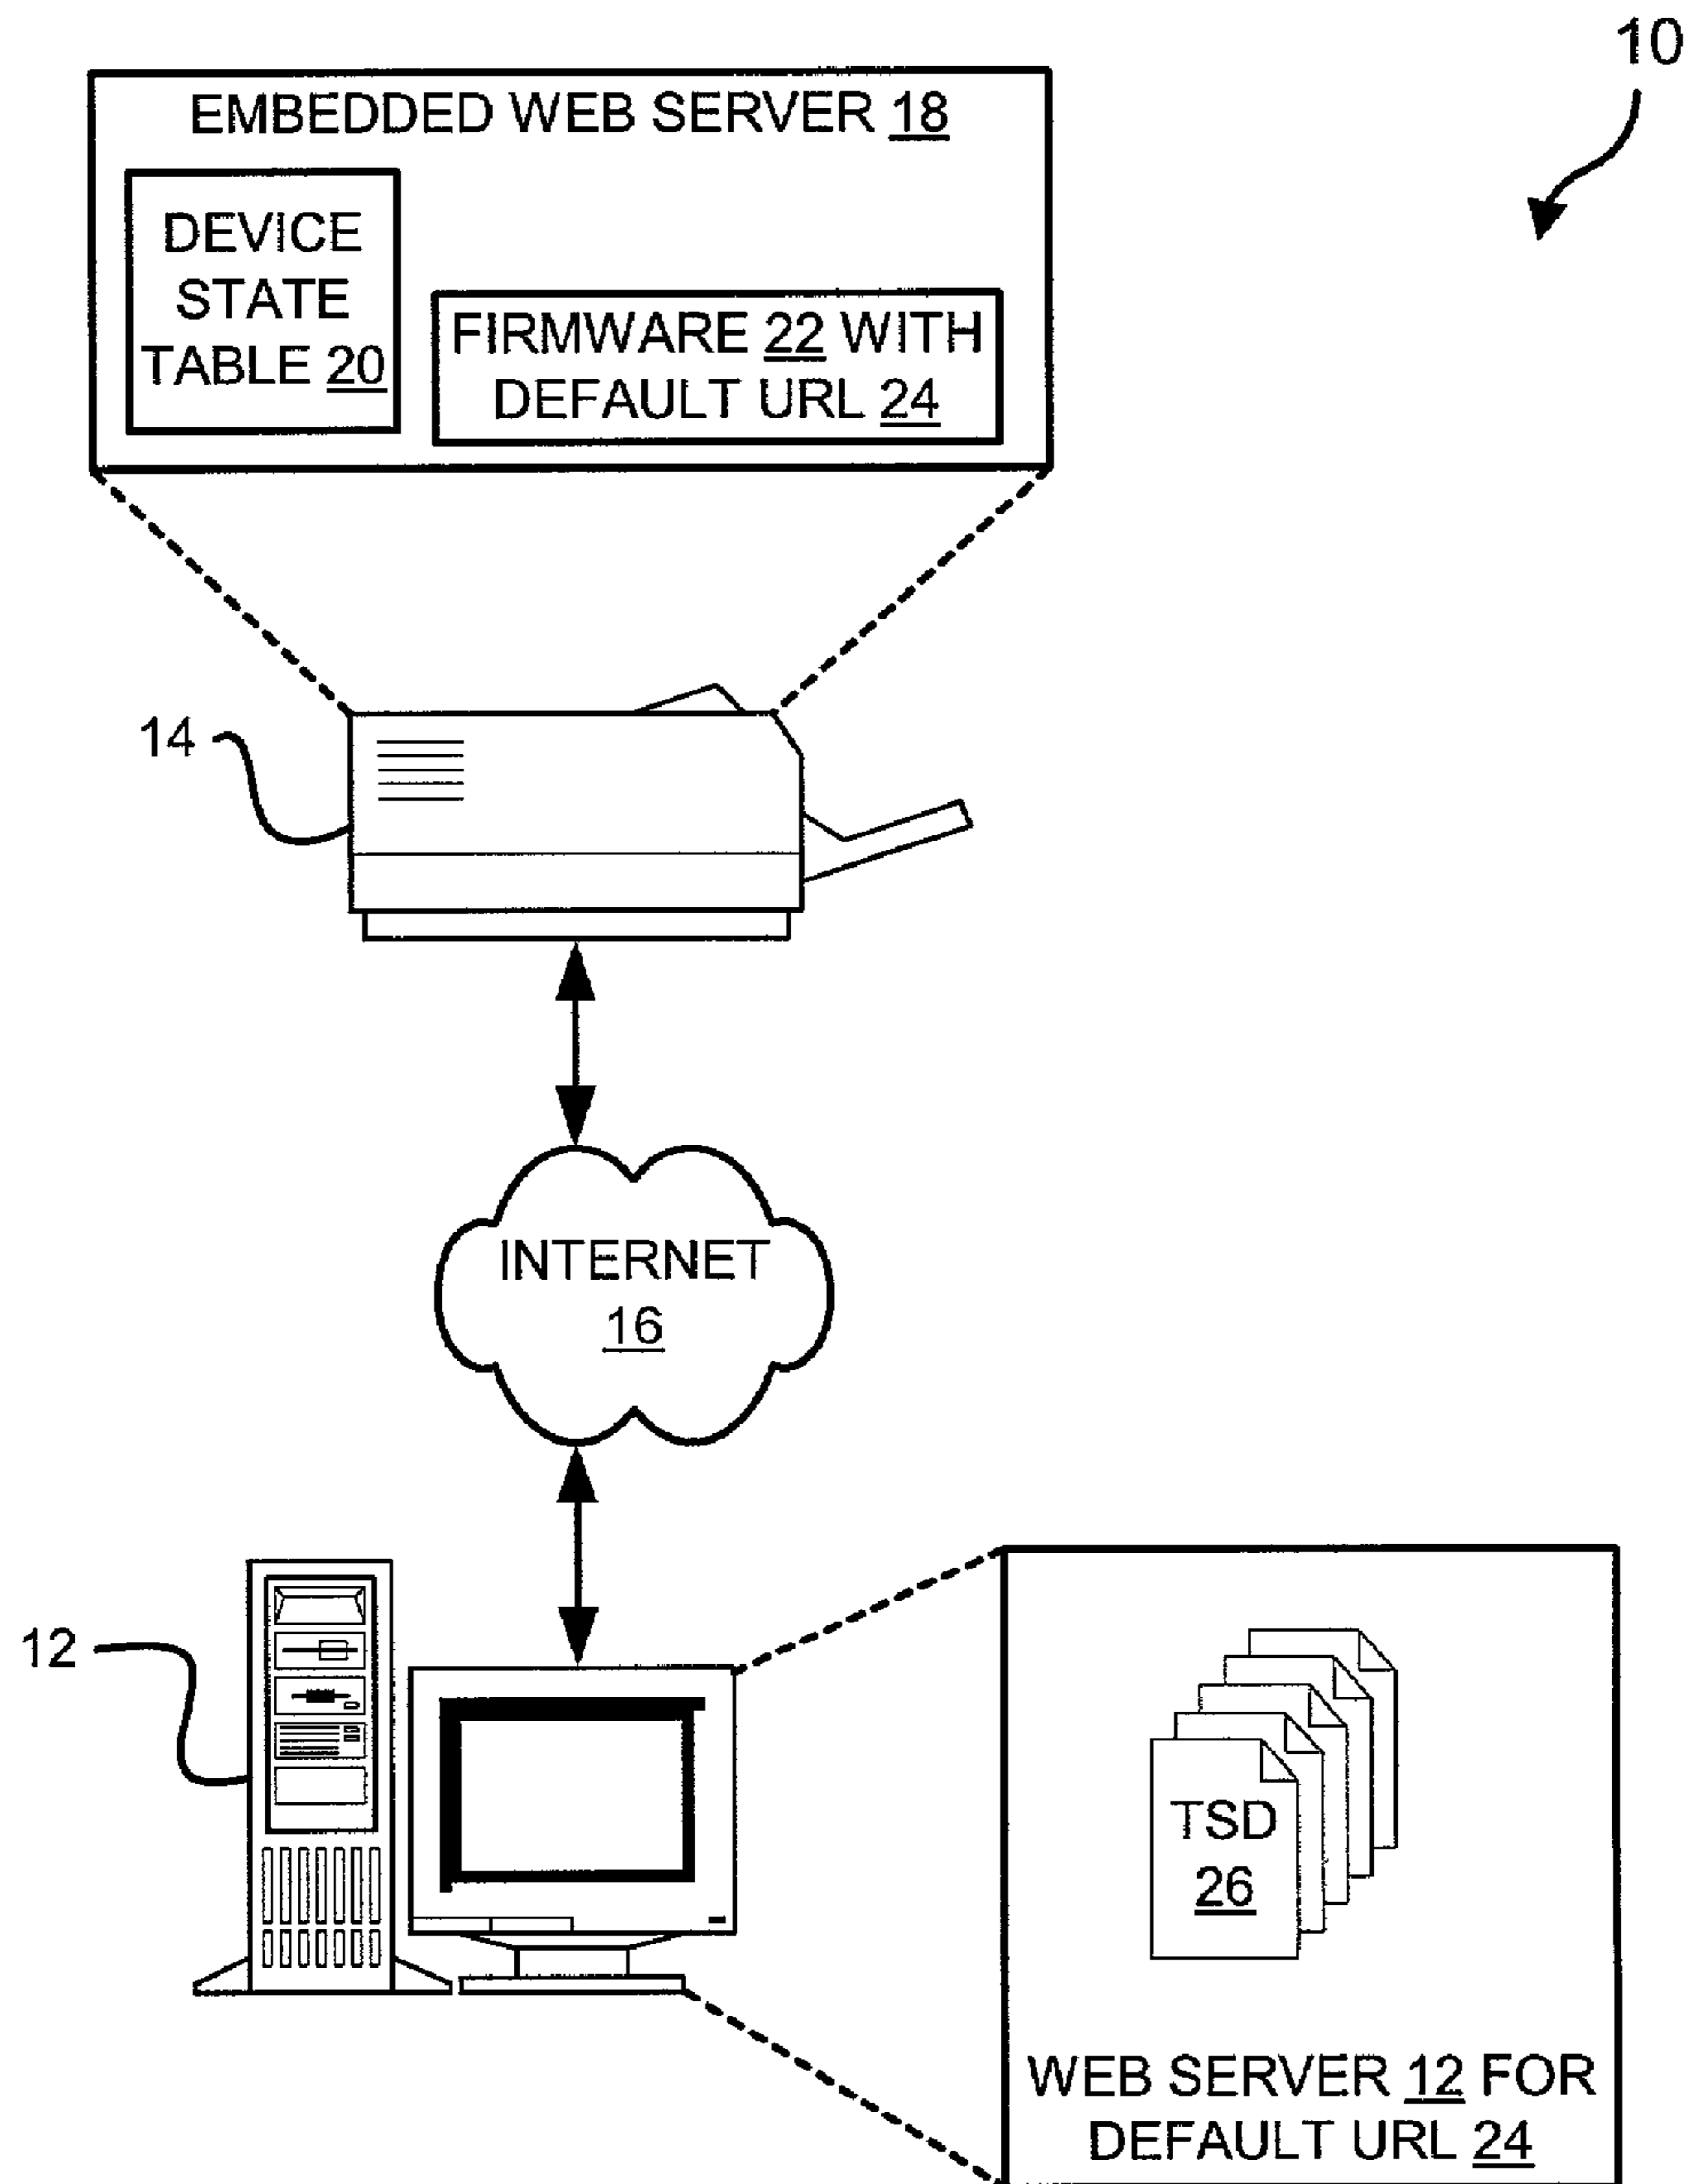 10
EMBEDDED WEB SERVER 18
DEVICE
STATE
TABLE 20
FIRMWARE 22 WITH
DEFAULT URL 24
14
INTERNET
16
12
TSD
26
WEB SERVER 12 FOR
DEFAULT URL 24